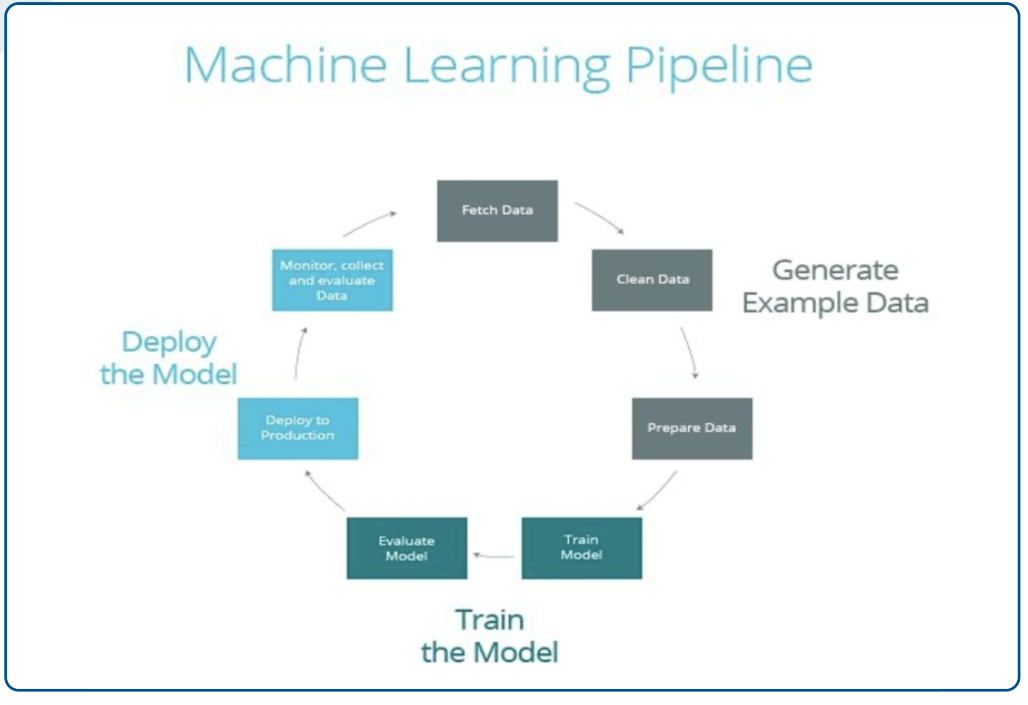 Machine Learning Pipeline
Fetch Data
Clean Data
Generate
Example Data
Prepare Data
Train
Model
Train
the Model
Evaluate
Model
Deploy to
Production
Deploy
the Model
Monitor, collect
and evaluate
Data